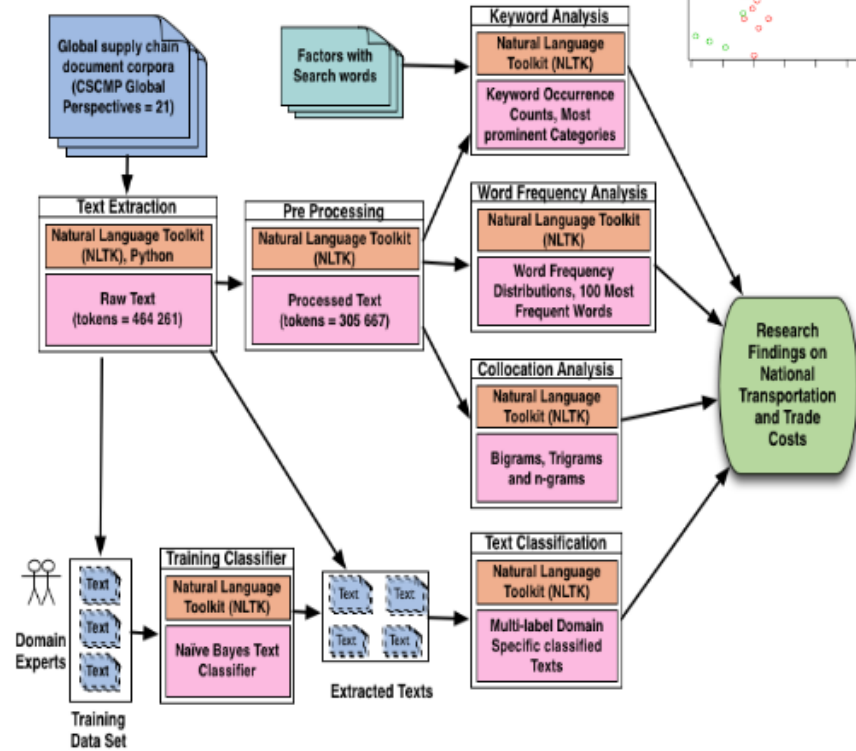 Global supply chain
document corpora
(CSCMP Global
Perspectives = 21)
Factors with
Search words
Keyword Analysis
Natural Language
Toolkit (NLTK)
Keyword Occurrence
Counts, Most
prominent Categories
Text Extraction
Natural Language Toolkit
(NLTK), Python
Raw Text
(tokens = 464 261)
Pre Processing
Natural Language Toolkit
(NLTK)
Processed Text
(tokens = 305 667)
Word Frequency Analysis
Natural Language Toolkit
(NLTK)
Word Frequency
Distributions, 100 Most
Frequent Words
Collocation Analysis
Natural Language
Toolkit (NLTK)
Bigrams, Trigrams
and n-grams
Research
Findings on
National
Transportation
and Trade
Costs
Domain
Experts
Text
Text
Text
Training
Data Set
Training Classifier
Natural Language
Toolkit (NLTK)
Naïve Bayes Text
Classifier
Text
Text
Text
Text
Extracted Texts
Text Classification
Natural Language
Toolkit (NLTK)
Multi-label Domain
Specific classified
Texts